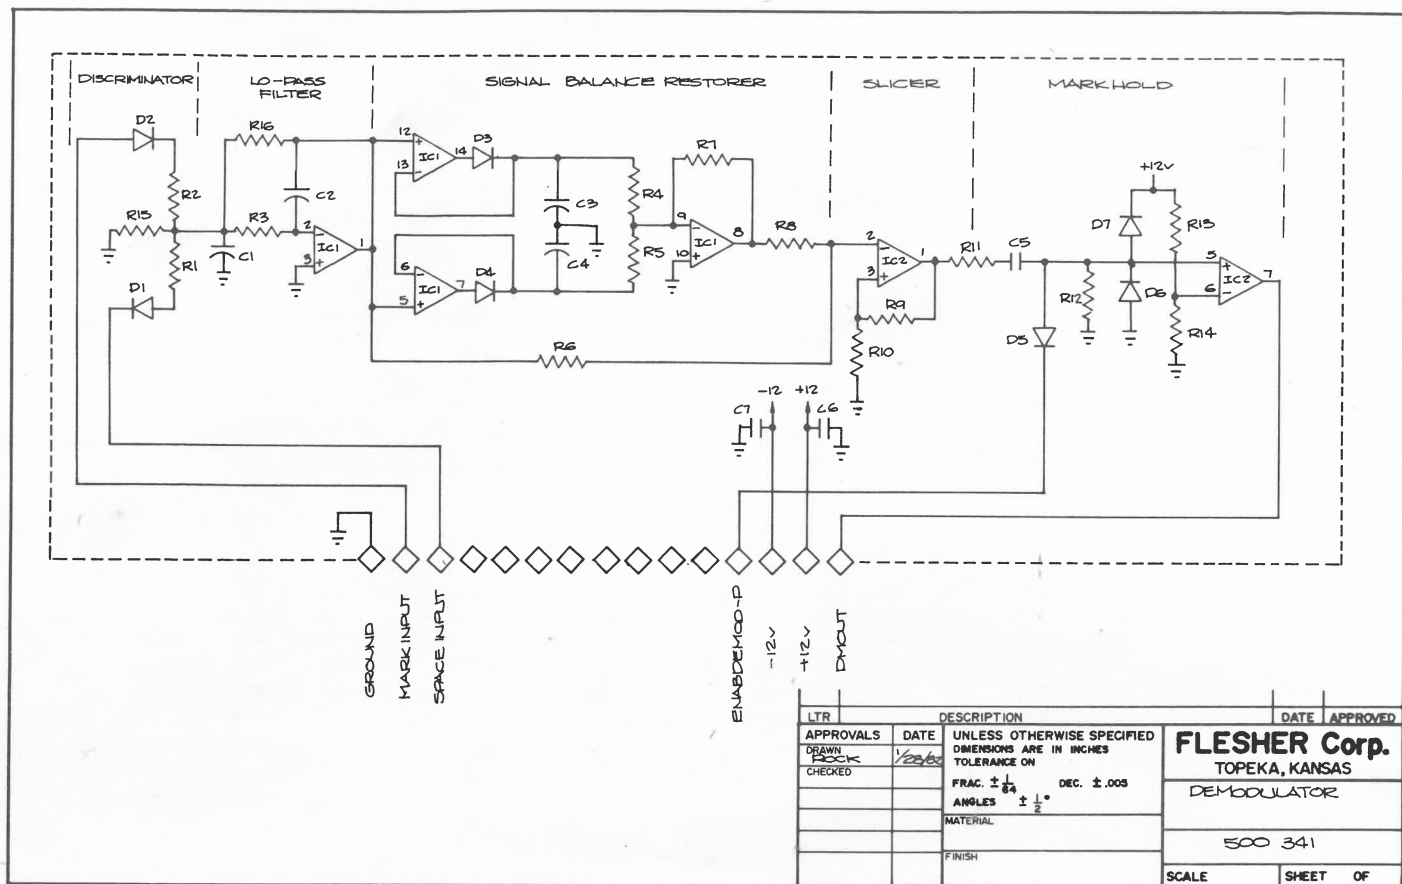 DISCRIMINATOR
LO-PASS
FILTER
SIGNAL BALANCE RESTORER
SLICER
MARK HOLD
D2
R16
12
13
IC1
14
D3
R7
+12V
R2
C2
C3
R4
D7
R13
R15
R3
2
3
IC1
1
9
10
IC1
8
R8
2
3
IC2
1
R11
C5
5
6
IC2
7
C1
R1
C4
R5
D1
6
5
IC1
7
D4
R9
R12
D6
R6
R10
D5
R14
-12
+12
C7
C6
GROUND
MARK INPUT
SPACE INPUT
ENABDEMOD-P
-12V
+12V
DMOUT
LTR
DESCRIPTION
DATE
APPROVED
APPROVALS
DATE
DRAWN
ROCK
CHECKED
UNLESS OTHERWISE SPECIFIED
DIMENSIONS ARE IN INCHES
TOLERANCE ON
FRAC. ± 1/64 DEC. ± .005
ANGLES ± 1/2°
MATERIAL
FINISH
FLESHER Corp.
TOPEKA, KANSAS
DEMODULATOR
500 341
SCALE
SHEET OF